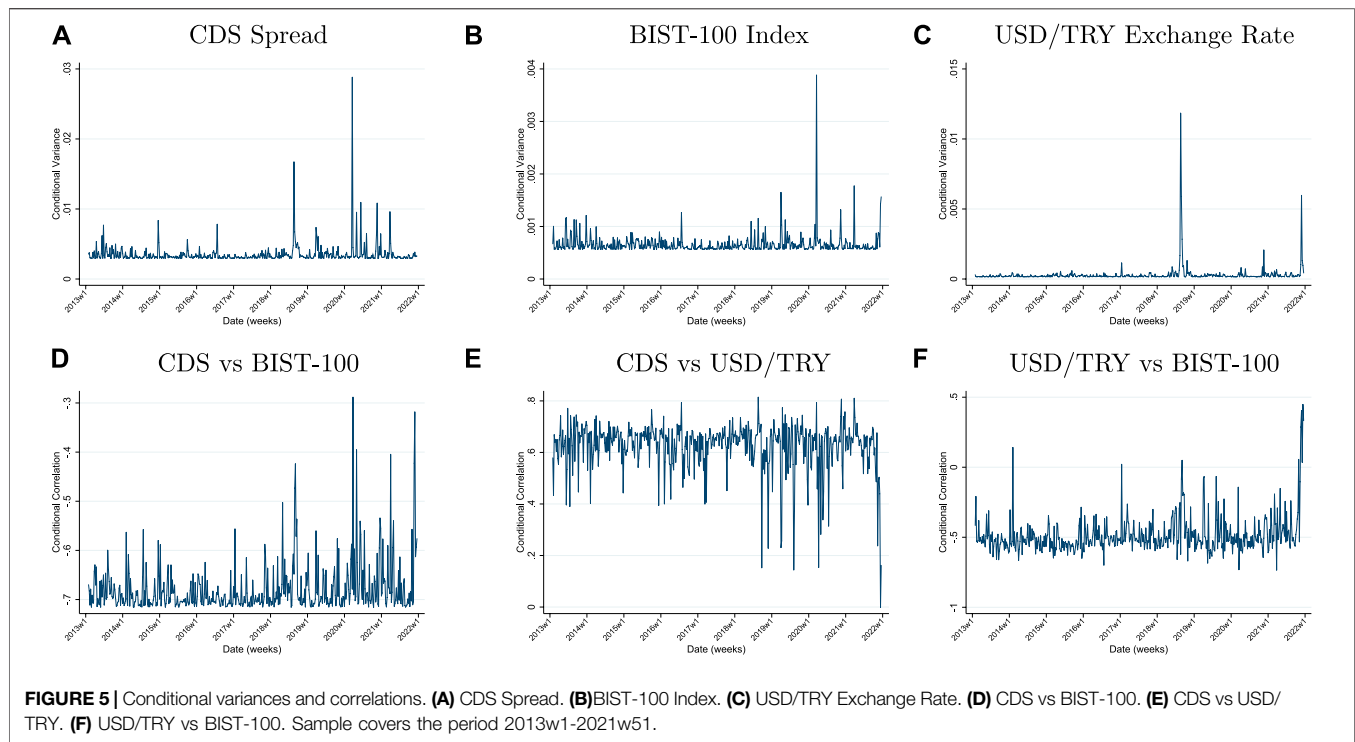 A CDS Spread
Conditional Variance
.03
.02
.01
0
2013w1 2014w1 2015w1 2016w1 2017w1 2018w1 2019w1 2020w1 2021w1 2022w1
Date (weeks)
B BIST-100 Index
Conditional Variance
.004
.003
.002
.001
0
2013w1 2014w1 2015w1 2016w1 2017w1 2018w1 2019w1 2020w1 2021w1 2022w1
Date (weeks)
C USD/TRY Exchange Rate
Conditional Variance
.015
.01
.005
0
2013w1 2014w1 2015w1 2016w1 2017w1 2018w1 2019w1 2020w1 2021w1 2022w1
Date (weeks)
D CDS vs BIST-100
Conditional Correlation
-.3
-.4
-.5
-.6
-.7
2013w1 2014w1 2015w1 2016w1 2017w1 2018w1 2019w1 2020w1 2021w1 2022w1
Date (weeks)
E CDS vs USD/TRY
Conditional Correlation
.8
.6
.4
.2
0
2013w1 2014w1 2015w1 2016w1 2017w1 2018w1 2019w1 2020w1 2021w1 2022w1
Date (weeks)
F USD/TRY vs BIST-100
Conditional Correlation
.5
0
-.5
-1
2013w1 2014w1 2015w1 2016w1 2017w1 2018w1 2019w1 2020w1 2021w1 2022w1
Date (weeks)
FIGURE 5 | Conditional variances and correlations. (A) CDS Spread. (B)BIST-100 Index. (C) USD/TRY Exchange Rate. (D) CDS vs BIST-100. (E) CDS vs USD/
TRY. (F) USD/TRY vs BIST-100. Sample covers the period 2013w1-2021w51.